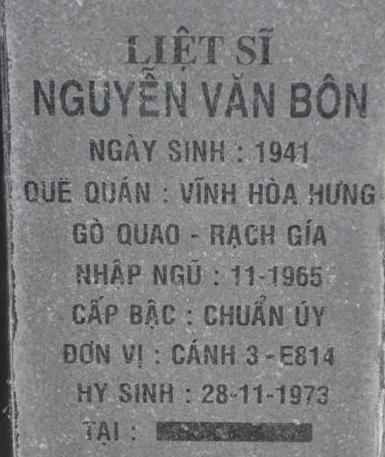 LIỆT SĨ
NGUYỄN VĂN BÔN
NGÀY SINH : 1941
QUÊ QUÁN : VĨNH HÒA HƯNG
GÒ QUAO - RẠCH GÍA
NHẬP NGŨ : 11-1965
CẤP BẬC : CHUẨN ÚY
ĐƠN VỊ : CÁNH 3 - E814
HY SINH : 28-11-1973
TẠI :